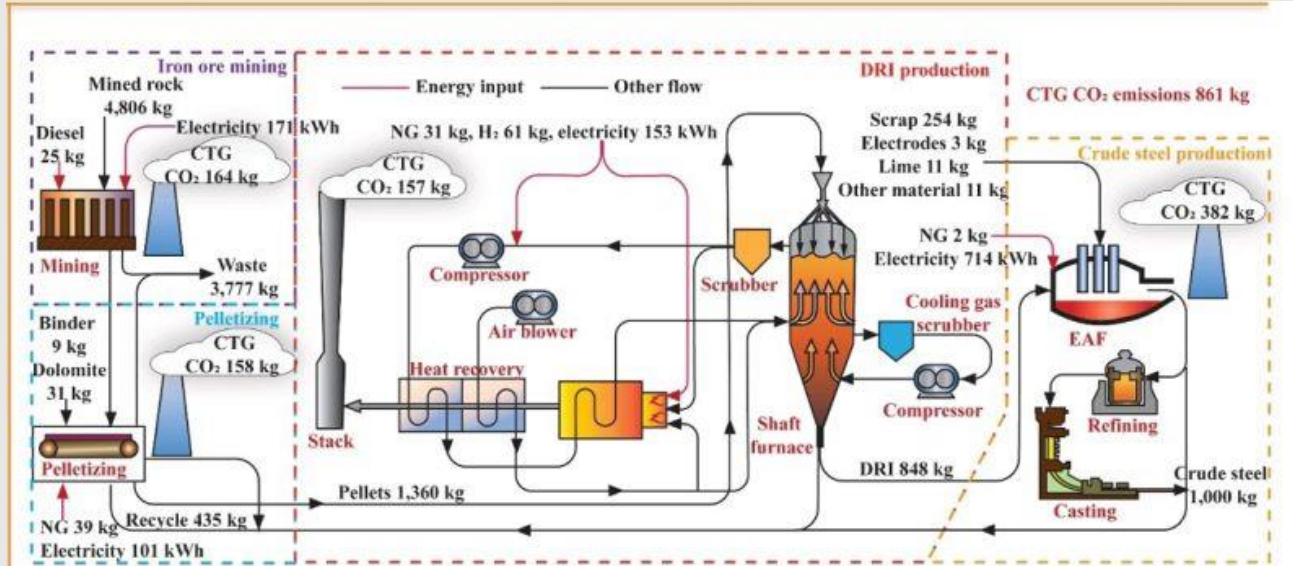 Iron ore mining
Mined rock
4,806 kg
Diesel
25 kg
Electricity 171 kWh
CTG
CO₂ 164 kg
Mining
Waste
3,777 kg
Pelletizing
Binder
9 kg
Dolomite
31 kg
CTG
CO₂ 158 kg
Pelletizing
NG 39 kg
Electricity 101 kWh
Recycle 435 kg
DRI production
Energy input
Other flow
NG 31 kg, H₂ 61 kg, electricity 153 kWh
CTG
CO₂ 157 kg
Compressor
Air blower
Heat recovery
Stack
Scrubber
Shaft
furnace
Cooling gas
scrubber
Compressor
Pellets 1,360 kg
DRI 848 kg
CTG CO₂ emissions 861 kg
Scrap 254 kg
Electrodes 3 kg
Lime 11 kg
Other material 11 kg
Crude steel production
CTG
CO₂ 382 kg
NG 2 kg
Electricity 714 kWh
EAF
Refining
Casting
Crude steel
1,000 kg